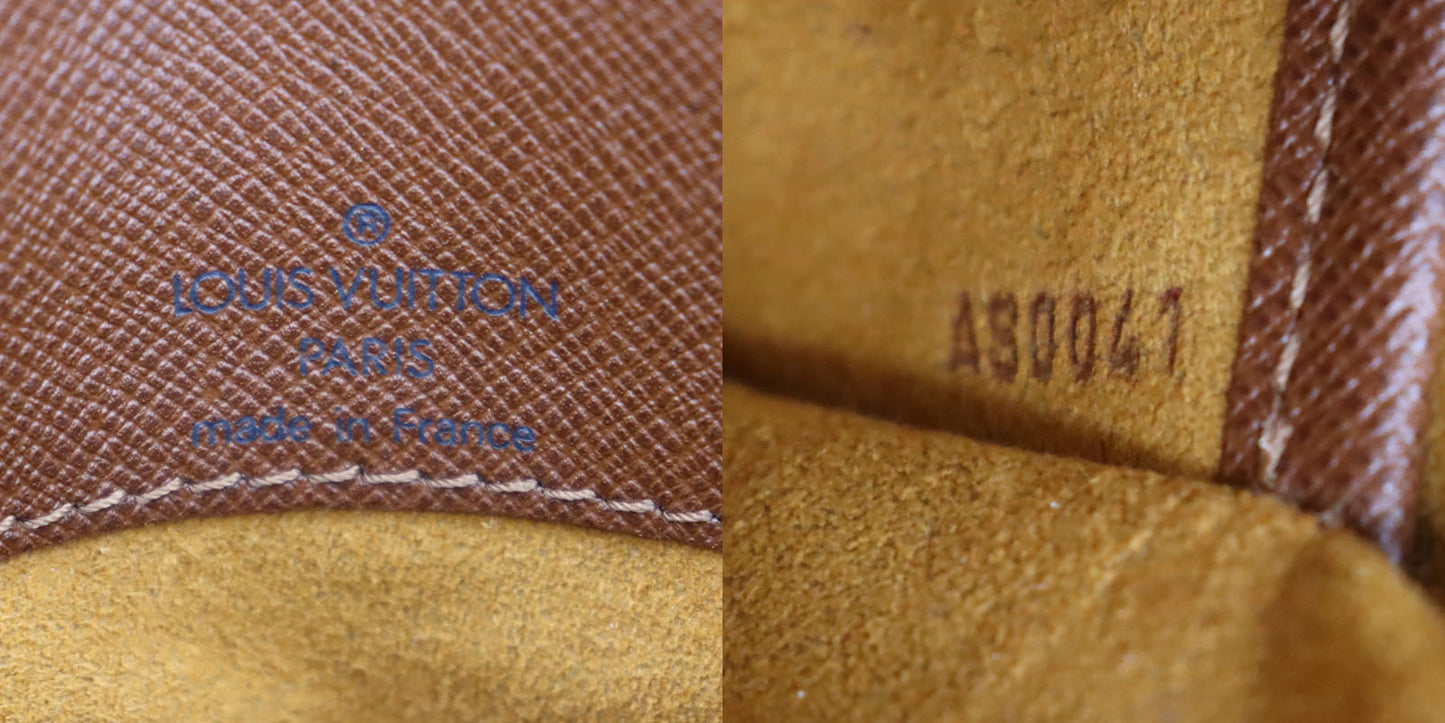 ®
LOUIS VUITTON
PARIS
made in France
AS0041